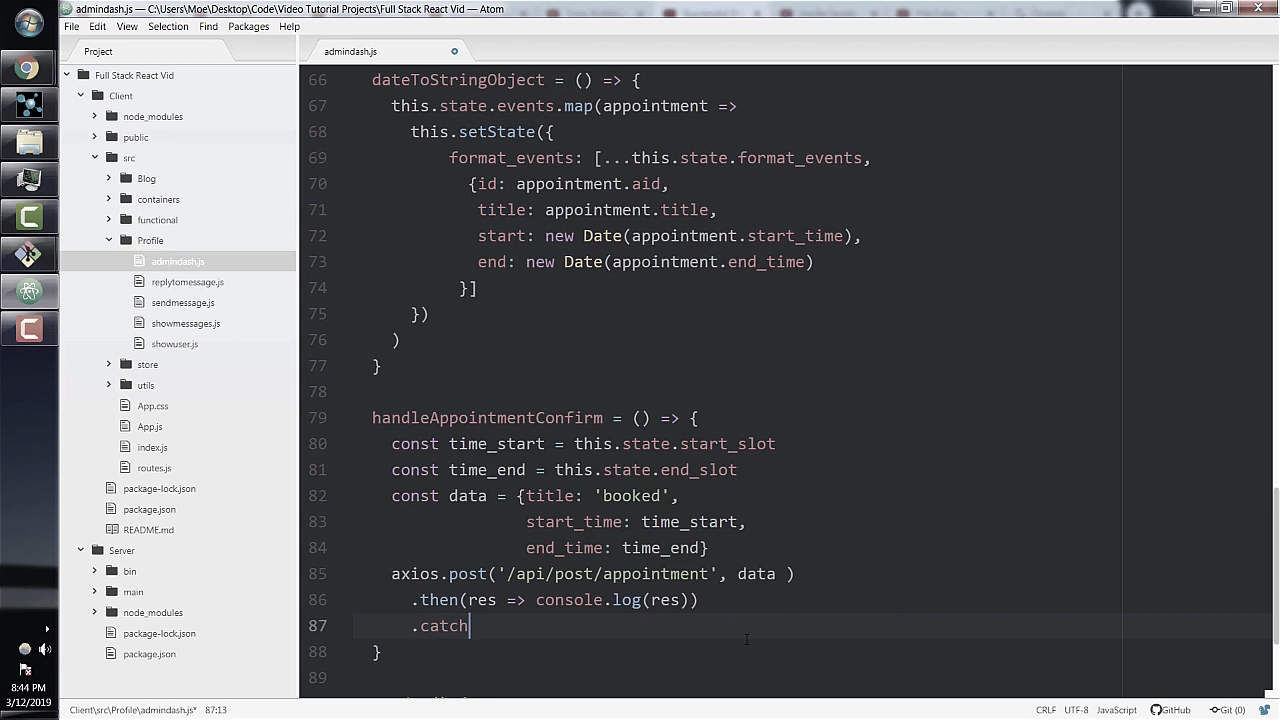 admindash.js — C:\Users\Moe\Desktop\Code\Video Tutorial Projects\Full Stack React Vid — Atom
File Edit View Selection Find Packages Help
Project
admindash.js
Full Stack React Vid
Client
node_modules
public
src
Blog
containers
functional
Profile
admindash.js
replytomessage.js
sendmessage.js
showmessages.js
showuser.js
store
utils
App.css
App.js
index.js
routes.js
package-lock.json
package.json
README.md
Server
bin
main
node_modules
package-lock.json
package.json
66 dateToStringObject = () => {
67 this.state.events.map(appointment =>
68 this.setState({
69 format_events: [...this.state.format_events,
70 {id: appointment.aid,
71 title: appointment.title,
72 start: new Date(appointment.start_time),
73 end: new Date(appointment.end_time)
74 }]
75 })
76 )
77 }
78
79 handleAppointmentConfirm = () => {
80 const time_start = this.state.start_slot
81 const time_end = this.state.end_slot
82 const data = {title: 'booked',
83 start_time: time_start,
84 end_time: time_end}
85 axios.post('/api/post/appointment', data )
86 .then(res => console.log(res))
87 .catch
88 }
89
8:44 PM
3/12/2019
Client\src\Profile\admindash.js* 87:13
CRLF UTF-8 JavaScript GitHub Git (0)